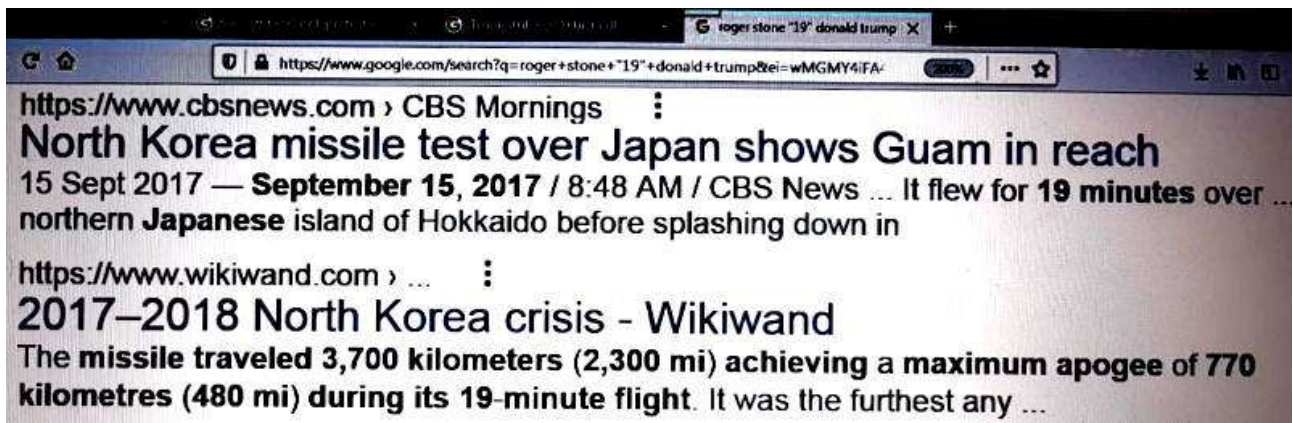 roger stone "19" donald trump
https://www.google.com/search?q=roger+stone+"19"+donald+trump&ei=wMGMY4iFA
200%
https://www.cbsnews.com › CBS Mornings
North Korea missile test over Japan shows Guam in reach
15 Sept 2017 — September 15, 2017 / 8:48 AM / CBS News ... It flew for 19 minutes over ...
northern Japanese island of Hokkaido before splashing down in
https://www.wikiwand.com › ...
2017–2018 North Korea crisis - Wikiwand
The missile traveled 3,700 kilometers (2,300 mi) achieving a maximum apogee of 770
kilometres (480 mi) during its 19-minute flight. It was the furthest any ...